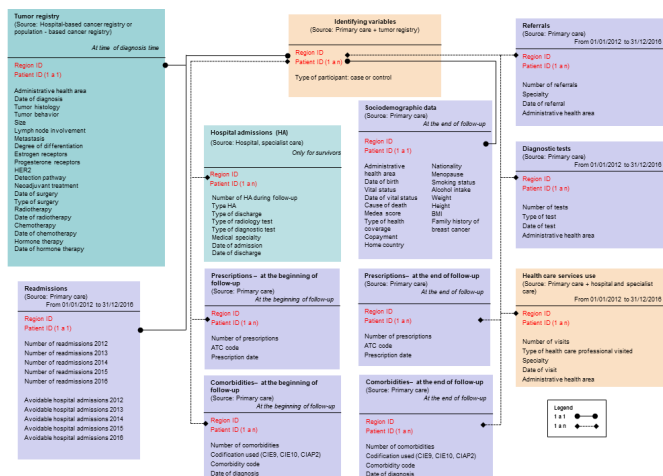 Tumor registry
(Source: Hospital-based cancer registry or
population - based cancer registry)
At time of diagnosis time
Region ID
Patient ID (1 a 1)
Administrative health area
Date of diagnosis
Tumor histology
Tumor behavior
Size
Lymph node involvement
Metastasis
Degree of differentiation
Estrogen receptors
Progesterone receptors
HER2
Detection pathway
Neoadjuvant treatment
Date of surgery
Type of surgery
Radiotherapy
Date of radiotherapy
Chemotherapy
Date of chemotherapy
Hormone therapy
Date of hormone therapy
Readmissions
(Source: Primary care)
From 01/01/2012 to 31/12/2016
Region ID
Patient ID (1 a 1)
Number of readmissions 2012
Number of readmissions 2013
Number of readmissions 2014
Number of readmissions 2015
Number of readmissions 2016
Avoidable hospital admissions 2012
Avoidable hospital admissions 2013
Avoidable hospital admissions 2014
Avoidable hospital admissions 2015
Avoidable hospital admissions 2016
Identifying variables
(Source: Primary care + tumor registry)
Region ID
Patient ID (1 a n)
Type of participant: case or control
Hospital admissions (HA)
(Source: Hospital, specialist care)
Only for survivors
Region ID
Patient ID (1 a n)
Number of HA during follow-up
Type HA
Type of discharge
Type of radiology test
Type of diagnostic test
Medical specialty
Date of admission
Date of discharge
Sociodemographic data
(Source: Primary care)
At the end of follow-up
Region ID
Patient ID (1 a 1)
Administrative
health area
Date of birth
Vital status
Date of vital status
Cause of death
Medea score
Type of health
coverage
Copayment
Home country
Nationality
Menopause
Smoking status
Alcohol intake
Weight
Height
BMI
Family history of
breast cancer
Prescriptions – at the beginning of
follow-up
(Source: Primary care)
At the beginning of follow-up
Region ID
Patient ID (1 a n)
Number of prescriptions
ATC code
Prescription date
Prescriptions– at the end of follow-up
(Source: Primary care)
At the end of follow-up
Region ID
Patient ID (1 a n)
Number of prescriptions
ATC code
Prescription date
Comorbidities – at the beginning of
follow-up
(Source: Primary care)
At the beginning of follow-up
Region ID
Patient ID (1 a n)
Number of comorbidities
Codification used (CIE9, CIE10, CIAP2)
Comorbidity code
Date of diagnosis
Comorbidities – at the end of follow-up
(Source: Primary care)
At the end of follow-up
Region ID
Patient ID (1 a n)
Number of comorbidities
Codification used (CIE9, CIE10, CIAP2)
Comorbidity code
Date of diagnosis
Referrals
(Source: Primary care)
From 01/01/2012 to 31/12/2016
Region ID
Patient ID (1 a n)
Number of referrals
Specialty
Date of referral
Administrative health area
Diagnostic tests
(Source: Primary care)
From 01/01/2012 to 31/12/2016
Region ID
Patient ID (1 a n)
Number of tests
Type of test
Date of test
Administrative health area
Health care services use
(Source: Primary care + hospital and specialist
care)
From 01/01/2012 to 31/12/2016
Region ID
Patient ID (1 a n)
Number of visits
Type of health care professional visited
Specialty
Date of visit
Administrative health area
Legend
1 a 1
1 a n